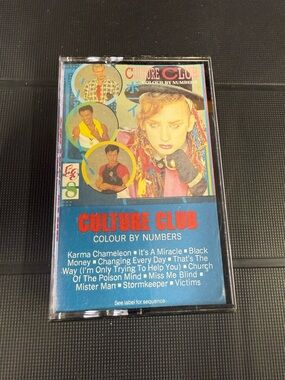 CULTURE CLUB
COLOUR BY NUMBERS
CULTURE CLUB
COLOUR BY NUMBERS
Karma Chameleon ▪ It's A Miracle ▪ Black
Money ▪ Changing Every Day ▪ That's The
Way (I'm Only Trying To Help You) ▪ Church
Of The Poison Mind ▪ Miss Me Blind ▪
Mister Man ▪ Stormkeeper ▪ Victims
See label for sequence